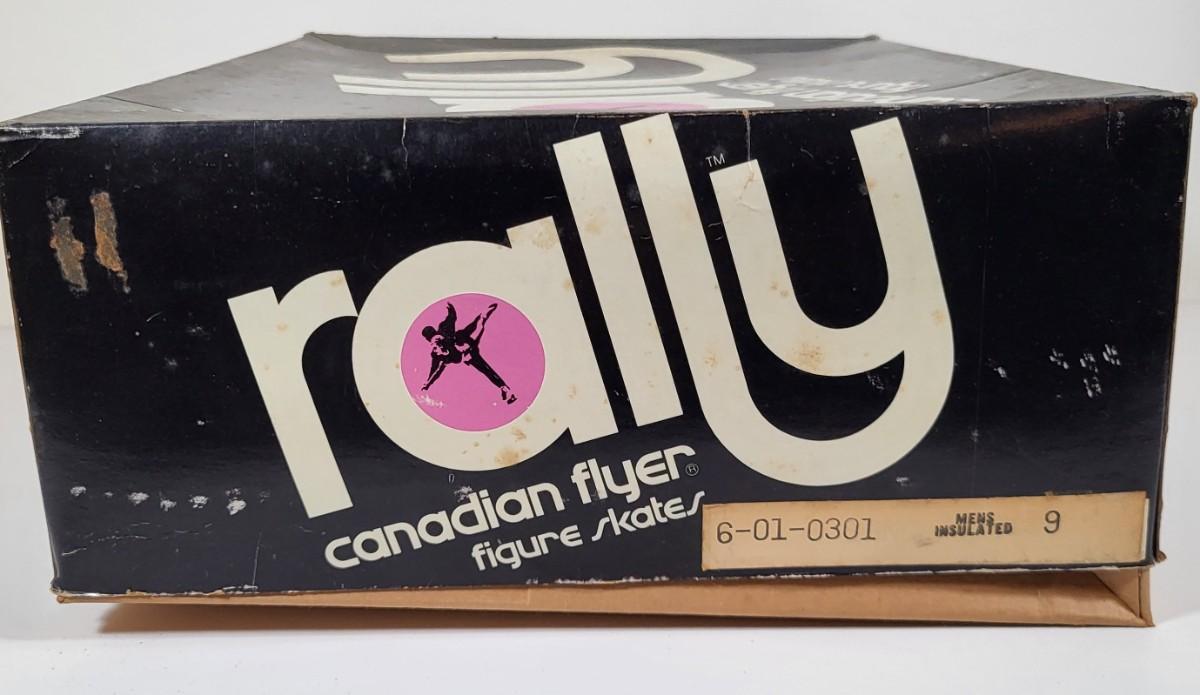 rally™
canadian flyer®
figure skates
6-01-0301 MENS INSULATED 9